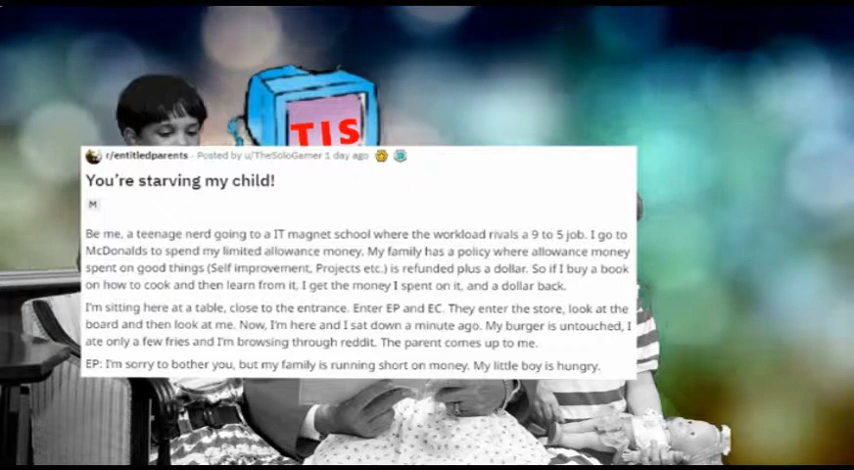 TIS
r/entitledparents · Posted by u/TheSoloGamer 1 day ago
You're starving my child!
M
Be me, a teenage nerd going to a IT magnet school where the workload rivals a 9 to 5 job. I go to
McDonalds to spend my limited allowance money. My family has a policy where allowance money
spent on good things (Self improvement, Projects etc.) is refunded plus a dollar. So if I buy a book
on how to cook and then learn from it, I get the money I spent on it, and a dollar back.
I'm sitting here at a table, close to the entrance. Enter EP and EC. They enter the store, look at the
board and then look at me. Now, I'm here and I sat down a minute ago. My burger is untouched, I
ate only a few fries and I'm browsing through reddit. The parent comes up to me.
EP: I'm sorry to bother you, but my family is running short on money. My little boy is hungry.